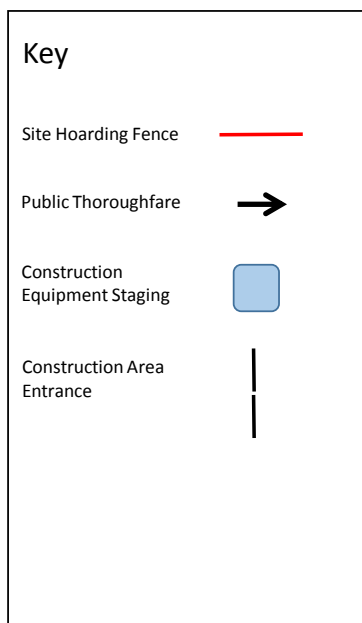 Key
Site Hoarding Fence
Public Thoroughfare
Construction
Equipment Staging
Construction Area
Entrance